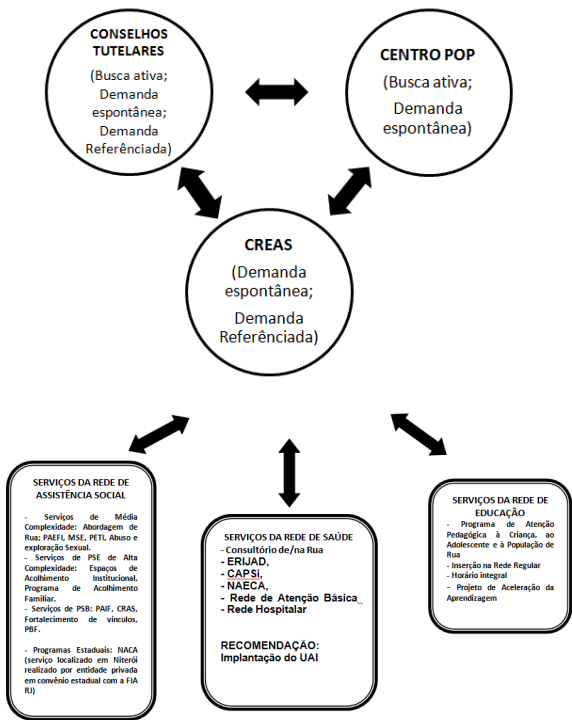 CONSELHOS
TUTELARES
(Busca ativa;
Demanda
espontânea;
Demanda
Referênciada)
CENTRO POP
(Busca ativa;
Demanda
espontânea)
CREAS
(Demanda
espontânea;
Demanda
Referênciada)
SERVIÇOS DA REDE DE
ASSISTÊNCIA SOCIAL
- Serviços de Média
Complexidade: Abordagem de
Rua; PAEFI, MSE, PETI, Abuso e
exploração Sexual.
- Serviços de PSE de Alta
Complexidade: Espaços de
Acolhimento Institucional,
Programa de Acolhimento
Familiar.
- Serviços de PSB: PAIF, CRAS,
Fortalecimento de vínculos,
PBF.
- Programas Estaduais: NACA
(serviço localizado em Niterói
realizado por entidade privada
em convênio estadual com a FIA
RJ)
SERVIÇOS DA REDE DE SAÚDE
- Consultório de/na Rua
- ERIJAD,
- CAPSi,
- NAECA,
- Rede de Atenção Básica
- Rede Hospitalar
RECOMENDAÇÃO:
Implantação do UAI
SERVIÇOS DA REDE DE
EDUCAÇÃO
- Programa de Atenção
Pedagógica à Criança, ao
Adolescente e à População de
Rua
- Inserção na Rede Regular
- Horário integral
- Projeto de Aceleração da
Aprendizagem